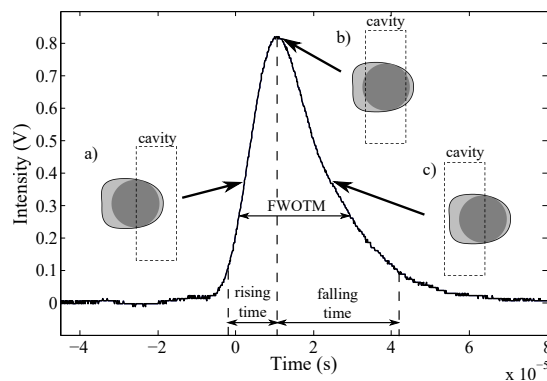 b)
cavity
0.8
0.7
0.6
0.5
0.4
0.3
0.2
0.1
0
Intensity (V)
a)
cavity
c)
cavity
FWOTM
rising
time
falling
time
−4
−2
0
2
4
6
8
Time (s)